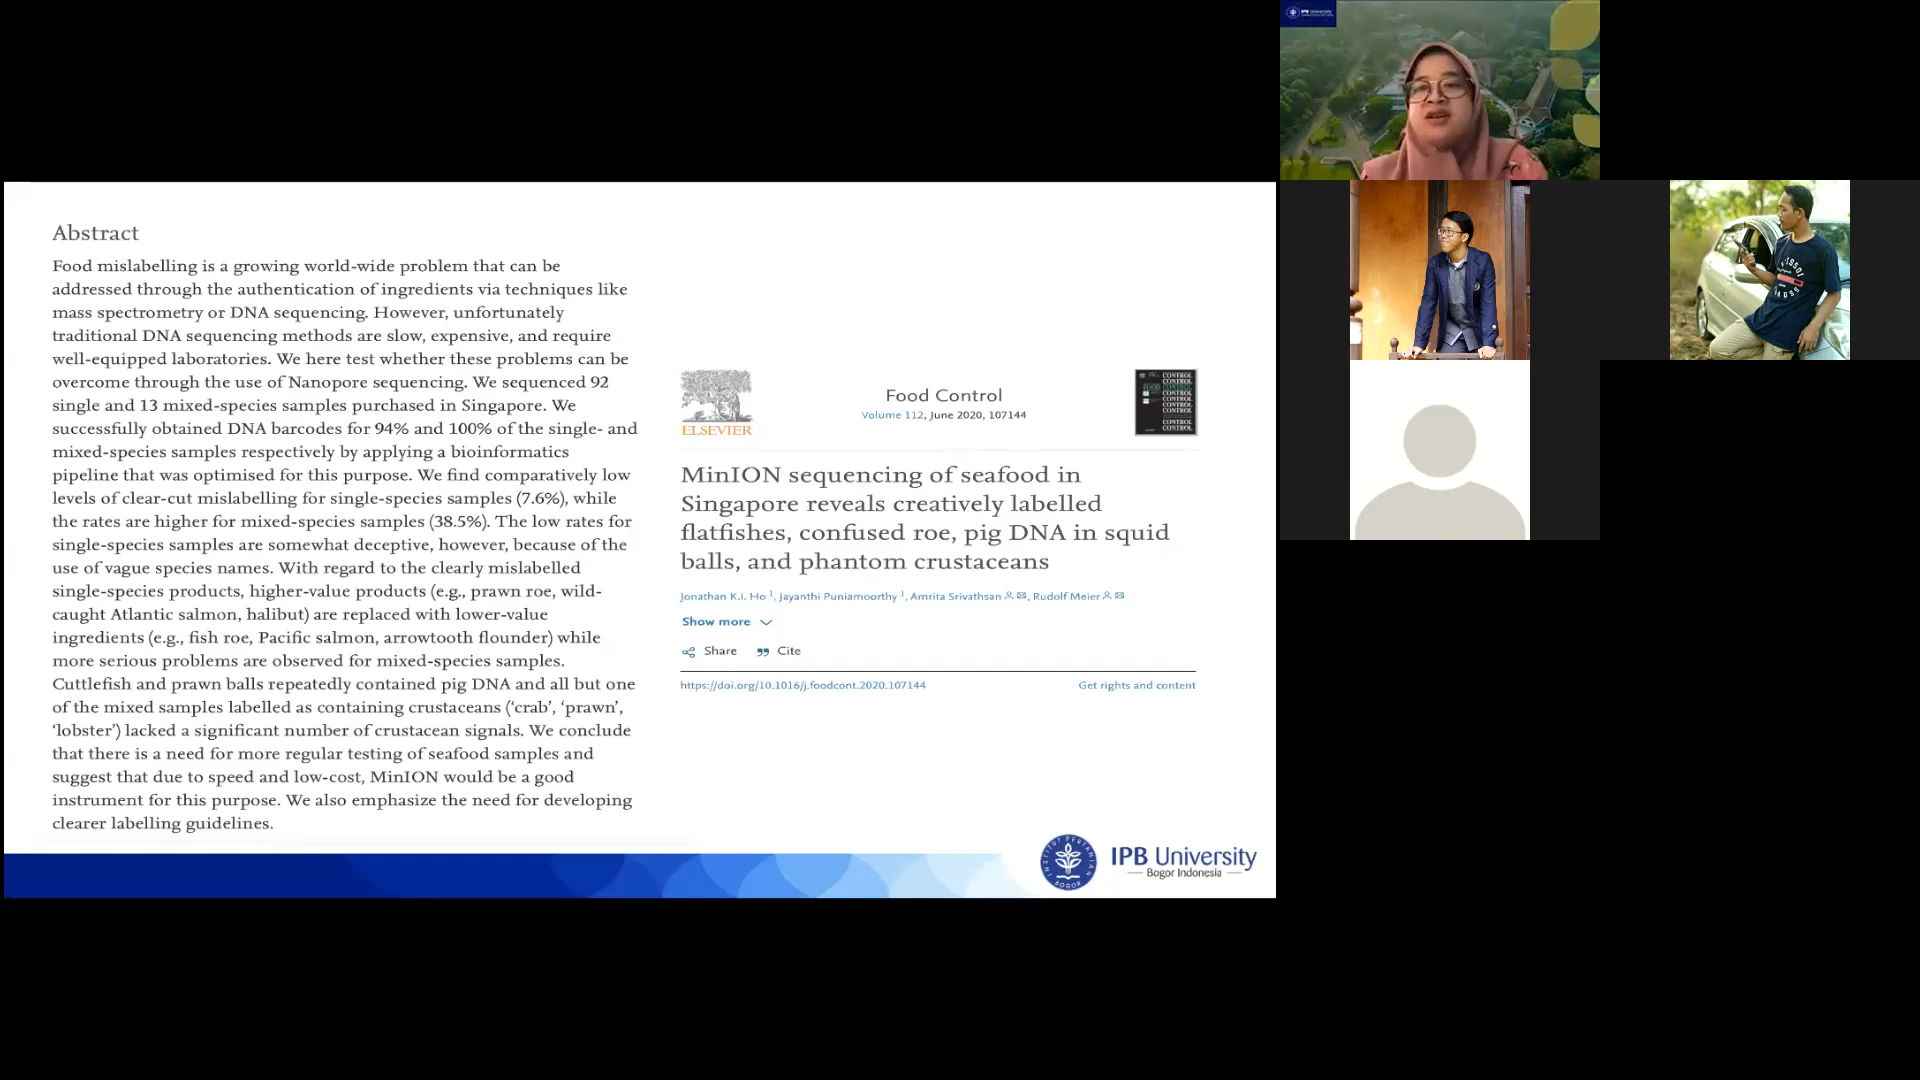 Abstract
Food mislabelling is a growing world-wide problem that can be
addressed through the authentication of ingredients via techniques like
mass spectrometry or DNA sequencing. However, unfortunately
traditional DNA sequencing methods are slow, expensive, and require
well-equipped laboratories. We here test whether these problems can be
overcome through the use of Nanopore sequencing. We sequenced 92
single and 13 mixed-species samples purchased in Singapore. We
successfully obtained DNA barcodes for 94% and 100% of the single- and
mixed-species samples respectively by applying a bioinformatics
pipeline that was optimised for this purpose. We find comparatively low
levels of clear-cut mislabelling for single-species samples (7.6%), while
the rates are higher for mixed-species samples (38.5%). The low rates for
single-species samples are somewhat deceptive, however, because of the
use of vague species names. With regard to the clearly mislabelled
single-species products, higher-value products (e.g., prawn roe, wild-
caught Atlantic salmon, halibut) are replaced with lower-value
ingredients (e.g., fish roe, Pacific salmon, arrowtooth flounder) while
more serious problems are observed for mixed-species samples.
Cuttlefish and prawn balls repeatedly contained pig DNA and all but one
of the mixed samples labelled as containing crustaceans (‘crab’, ‘prawn’,
‘lobster’) lacked a significant number of crustacean signals. We conclude
that there is a need for more regular testing of seafood samples and
suggest that due to speed and low-cost, MinION would be a good
instrument for this purpose. We also emphasize the need for developing
clearer labelling guidelines.
ELSEVIER
Food Control
Volume 112, June 2020, 107144
CONTROL
CONTROL
CONTROL
CONTROL
CONTROL
CONTROL
MinION sequencing of seafood in
Singapore reveals creatively labelled
flatfishes, confused roe, pig DNA in squid
balls, and phantom crustaceans
Jonathan K.I. Ho 1, Jayanthi Puniamoorthy 1, Amrita Srivathsan, Rudolf Meier
Show more
Share Cite
https://doi.org/10.1016/j.foodcont.2020.107144 Get rights and content
INSTITUT PERTANIAN
BOGOR
IPB University
Bogor Indonesia
IPB University